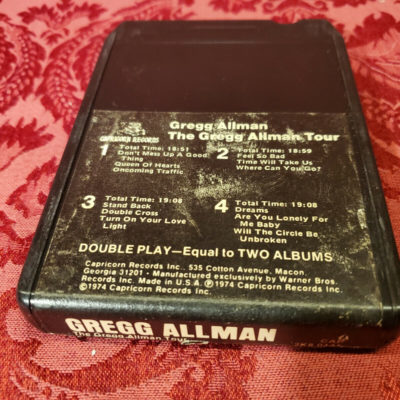 CAPRICORN RECORDS
Gregg Allman
The Gregg Allman Tour
1 Total Time: 18:51
Don't Mess Up A Good
Thing
Queen Of Hearts
Oncoming Traffic
2 Total Time: 18:59
Feel So Bad
Time Will Take Us
Where Can You Go?
3 Total Time: 19:08
Stand Back
Double Cross
Turn On Your Love
Light
4 Total Time: 19:08
Dreams
Are You Lonely For
Me Baby
Will The Circle Be
Unbroken
DOUBLE PLAY—Equal to TWO ALBUMS
Capricorn Records Inc., 535 Cotton Avenue, Macon,
Georgia 31201 • Manufactured exclusively by Warner Bros.
Records Inc. Made in U.S.A. ℗1974 Capricorn Records Inc.
©1974 Capricorn Records Inc.
GREGG ALLMAN
The Gregg Allman Tour